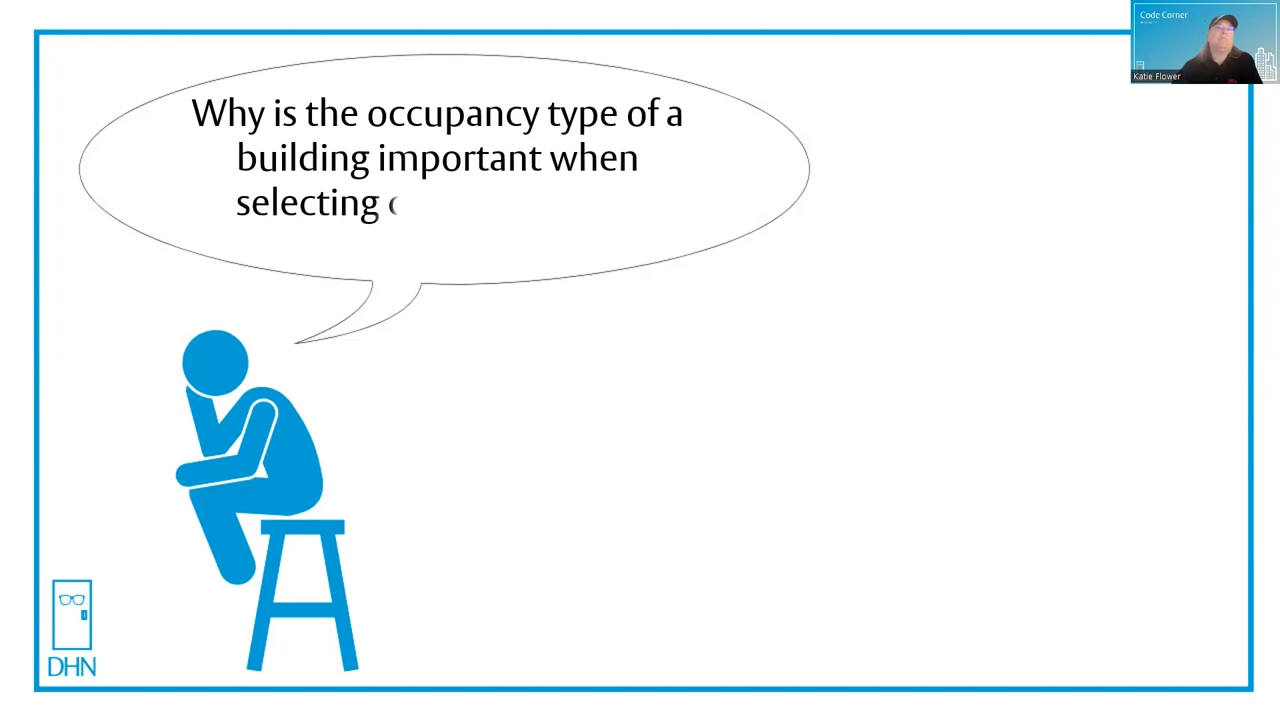 Code Corner
Katie Flower
Why is the occupancy type of a
building important when
selecting
DHN